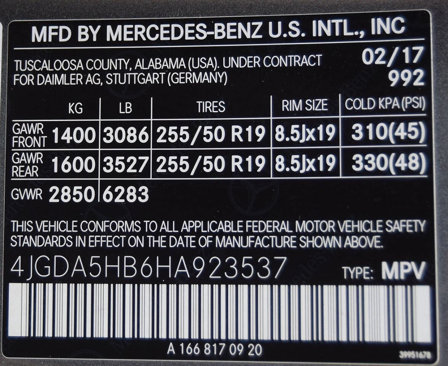 MFD BY MERCEDES-BENZ U.S. INTL., INC
TUSCALOOSA COUNTY, ALABAMA (USA). UNDER CONTRACT 02/17
FOR DAIMLER AG, STUTTGART (GERMANY) 992
KG LB TIRES RIM SIZE COLD KPA(PSI)
GAWR FRONT 1400 3086 255/50 R19 8.5Jx19 310(45)
GAWR REAR 1600 3527 255/50 R19 8.5Jx19 330(48)
GVWR 2850 6283
THIS VEHICLE CONFORMS TO ALL APPLICABLE FEDERAL MOTOR VEHICLE SAFETY
STANDARDS IN EFFECT ON THE DATE OF MANUFACTURE SHOWN ABOVE.
4JGDA5HB6HA923537 TYPE: MPV
A 166 817 09 20 39951678